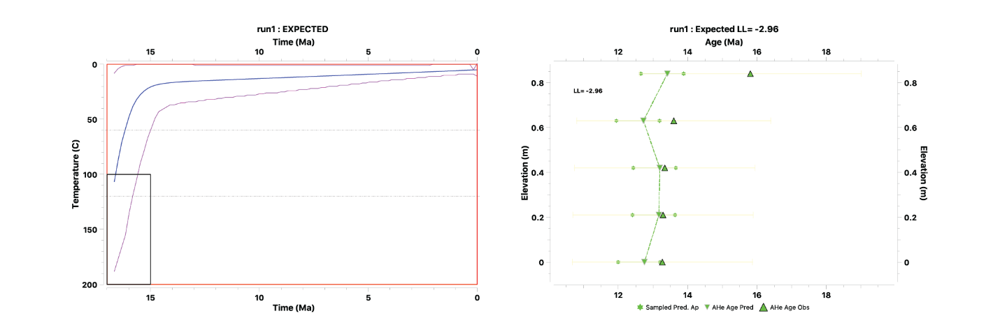 run1 : EXPECTED
Time (Ma)
15 10 5 0
0
50
100
150
200
Temperature (C)
15 10 5 0
Time (Ma)
run1 : Expected LL= -2.96
Age (Ma)
12 14 16 18
LL= -2.96
0.8
0.6
0.4
0.2
0
Elevation (m)
0.8
0.6
0.4
0.2
0
Elevation (m)
12 14 16 18
Sampled Pred. Ap AHe Age Pred AHe Age Obs